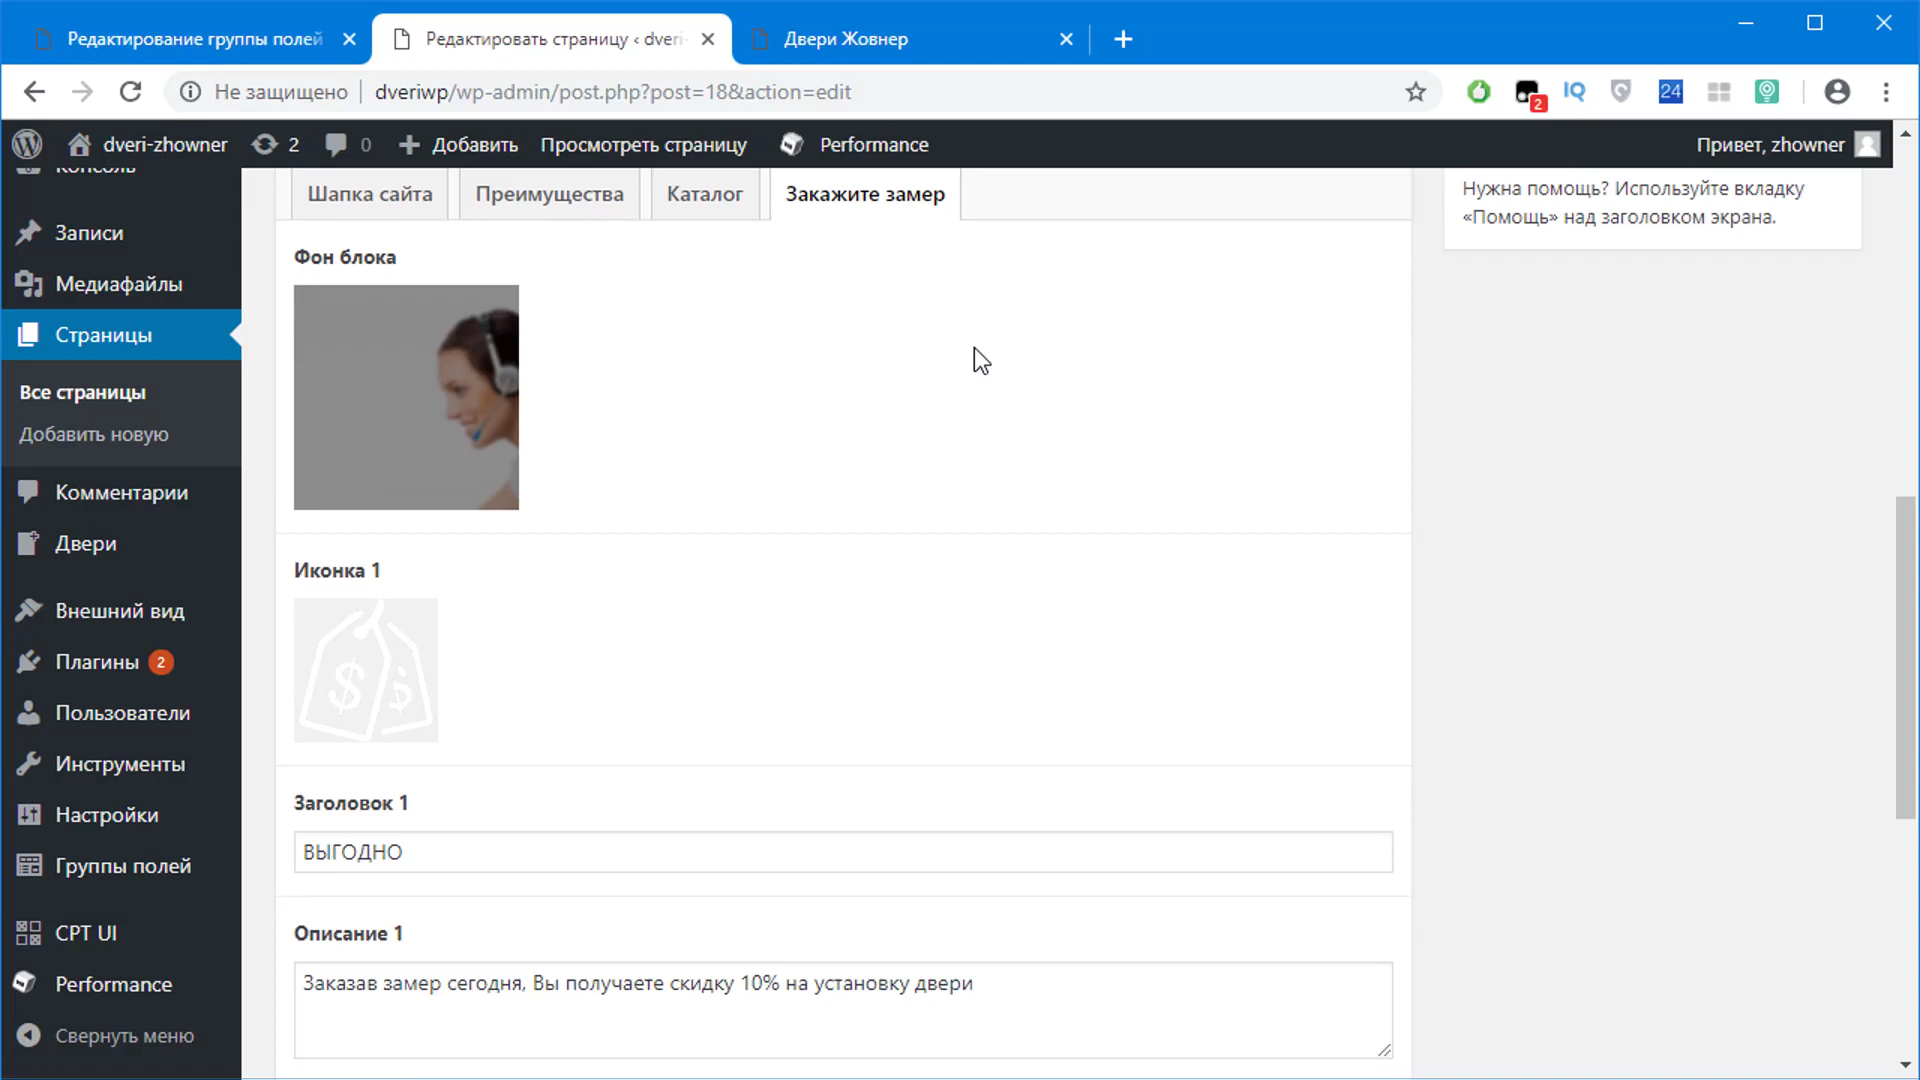 Редактирование группы полей
Редактировать страницу ‹ dveri-
Двери Жовнер
Не защищено
dveriwp/wp-admin/post.php?post=18&action=edit
2
IQ
24
dveri-zhowner
2
0
Добавить
Просмотреть страницу
Performance
Привет, zhowner
Консоль
Записи
Медиафайлы
Страницы
Все страницы
Добавить новую
Комментарии
Двери
Внешний вид
Плагины 2
Пользователи
Инструменты
Настройки
Группы полей
CPT UI
Performance
Свернуть меню
Шапка сайта
Преимущества
Каталог
Закажите замер
Фон блока
Иконка 1
Заголовок 1
ВЫГОДНО
Описание 1
Заказав замер сегодня, Вы получаете скидку 10% на установку двери
Нужна помощь? Используйте вкладку
«Помощь» над заголовком экрана.